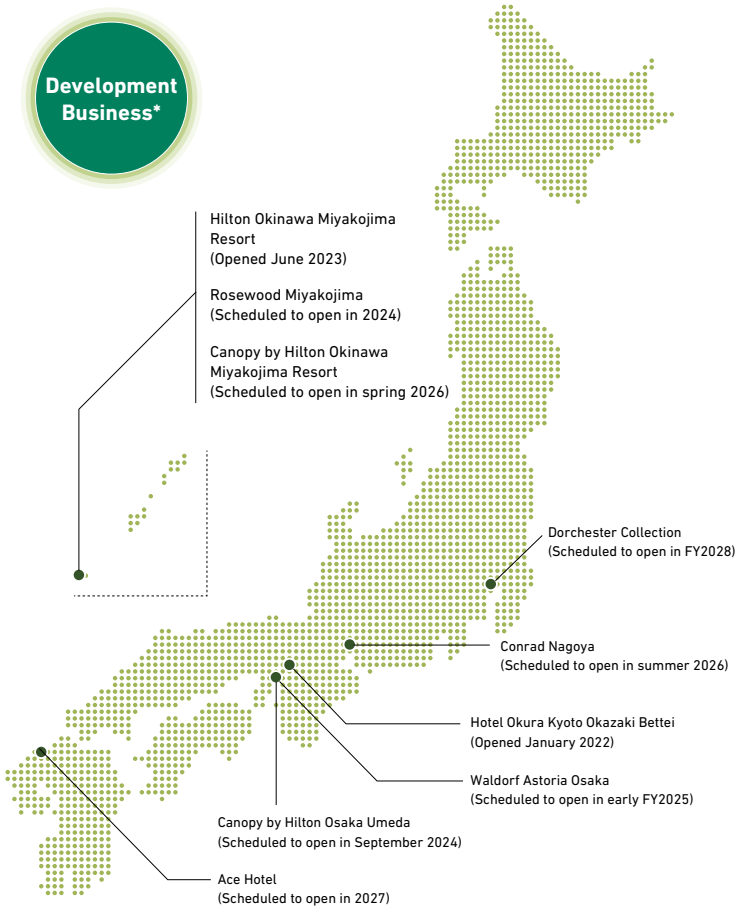 Development
Business*
Hilton Okinawa Miyakojima
Resort
(Opened June 2023)
Rosewood Miyakojima
(Scheduled to open in 2024)
Canopy by Hilton Okinawa
Miyakojima Resort
(Scheduled to open in spring 2026)
Dorchester Collection
(Scheduled to open in FY2028)
Conrad Nagoya
(Scheduled to open in summer 2026)
Hotel Okura Kyoto Okazaki Bettei
(Opened January 2022)
Waldorf Astoria Osaka
(Scheduled to open in early FY2025)
Canopy by Hilton Osaka Umeda
(Scheduled to open in September 2024)
Ace Hotel
(Scheduled to open in 2027)